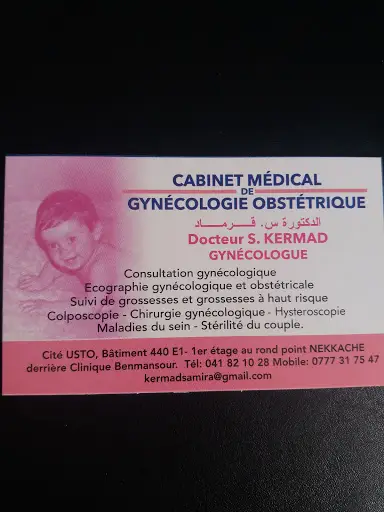 CABINET MÉDICAL
DE
GYNÉCOLOGIE OBSTÉTRIQUE
الدكتورة س. قـــرمـــاد
Docteur S. KERMAD
GYNÉCOLOGUE
Consultation gynécologique
Ecographie gynécologique et obstétricale
Suivi de grossesses et grossesses à haut risque
Colposcopie - Chirurgie gynécologique - Hysteroscopie
Maladies du sein - Stérilité du couple.
Cité USTO, Bâtiment 440 E1- 1er étage au rond point NEKKACHE
derrière Clinique Benmansour. Tél: 041 82 10 28 Mobile: 0777 31 75 47
kermadsamira@gmail.com